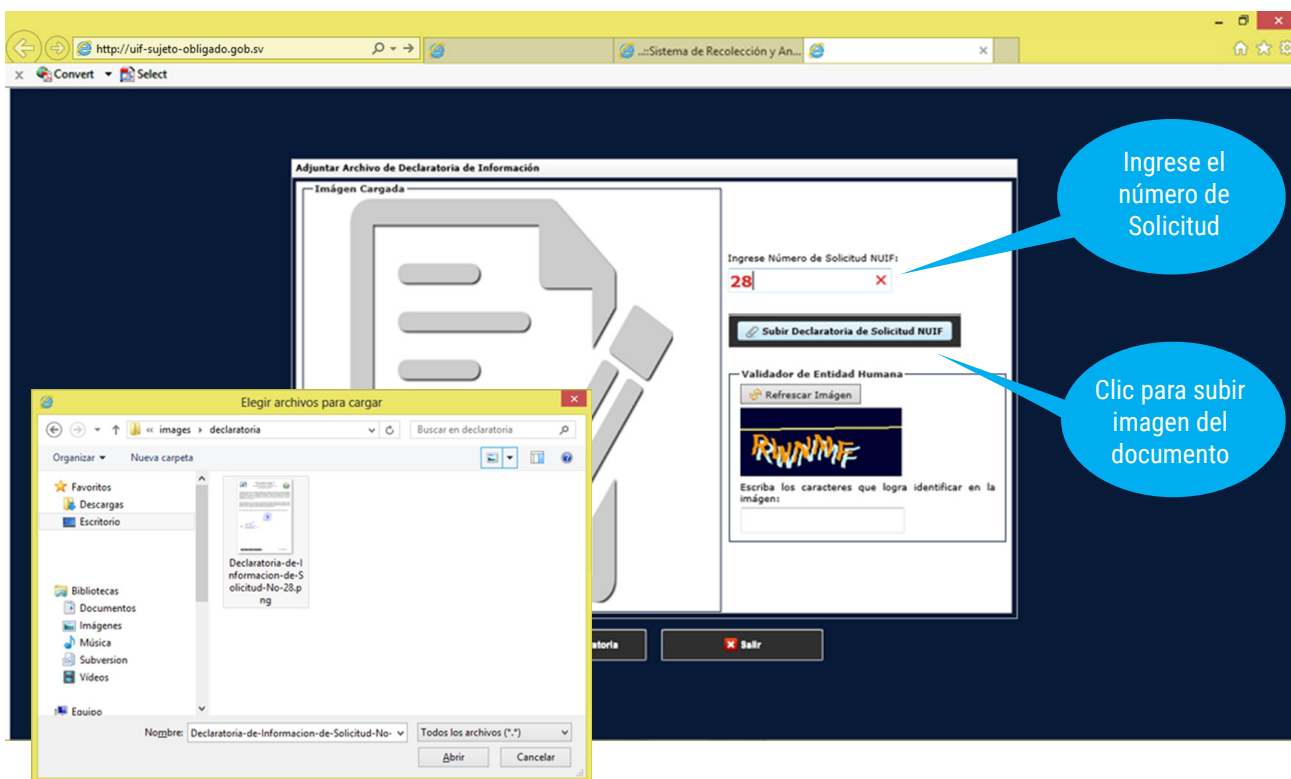 http://uif-sujeto-obligado.gob.sv
...::Sistema de Recolección y An...
Convert
Select
Adjuntar Archivo de Declaratoria de Información
Imágen Cargada
Ingrese Número de Solicitud NUIF:
28
Subir Declaratoria de Solicitud NUIF
Validador de Entidad Humana
Refrescar Imágen
RWNMF
Escriba los caracteres que logra identificar en la
imágen:
Salir
Ingrese el
número de
Solicitud
Clic para subir
imagen del
documento
Elegir archivos para cargar
« images
declaratoria
Buscar en declaratoria
Organizar
Nueva carpeta
Favoritos
Descargas
Escritorio
Bibliotecas
Documentos
Imágenes
Música
Subversion
Vídeos
Equipo
Declaratoria-de-I
nformacion-de-S
olicitud-No-28.p
ng
Nombre:
Declaratoria-de-Informacion-de-Solicitud-No-
Todos los archivos (*.*)
Abrir
Cancelar